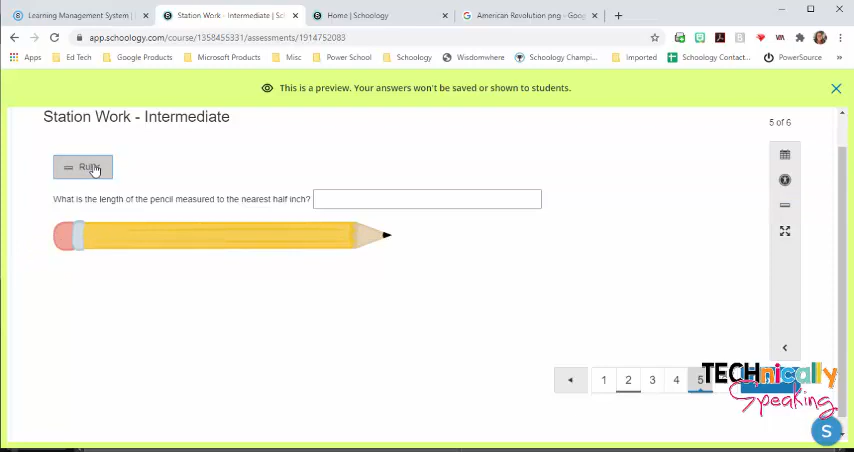 Learning Management System |
Station Work - Intermediate | Sch
Home | Schoology
American Revolution png - Goog
app.schoology.com/course/1358455331/assessments/1914752083
Apps
Ed Tech
Google Products
Microsoft Products
Misc
Power School
Schoology
Wisdomwhere
Schoology Champi...
Imported
Schoology Contact...
PowerSource
»
This is a preview. Your answers won't be saved or shown to students.
Station Work - Intermediate
5 of 6
Ruler
What is the length of the pencil measured to the nearest half inch?
1 2 3 4 5
TECHnically
Speaking
S